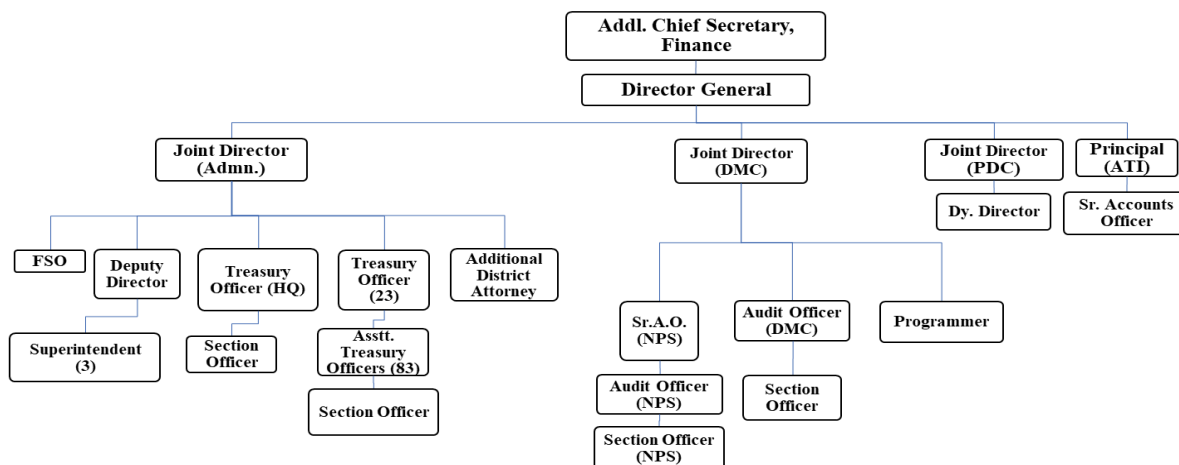 Addl. Chief Secretary,
Finance
Director General
Joint Director
(Admn.)
Joint Director
(DMC)
Joint Director
(PDC)
Principal
(ATI)
Dy. Director
Sr. Accounts
Officer
FSO
Deputy
Director
Treasury
Officer (HQ)
Treasury
Officer
(23)
Additional
District
Attorney
Superintendent
(3)
Section
Officer
Asstt.
Treasury
Officers (83)
Section Officer
Sr.A.O.
(NPS)
Audit Officer
(DMC)
Programmer
Audit Officer
(NPS)
Section
Officer
Section Officer
(NPS)